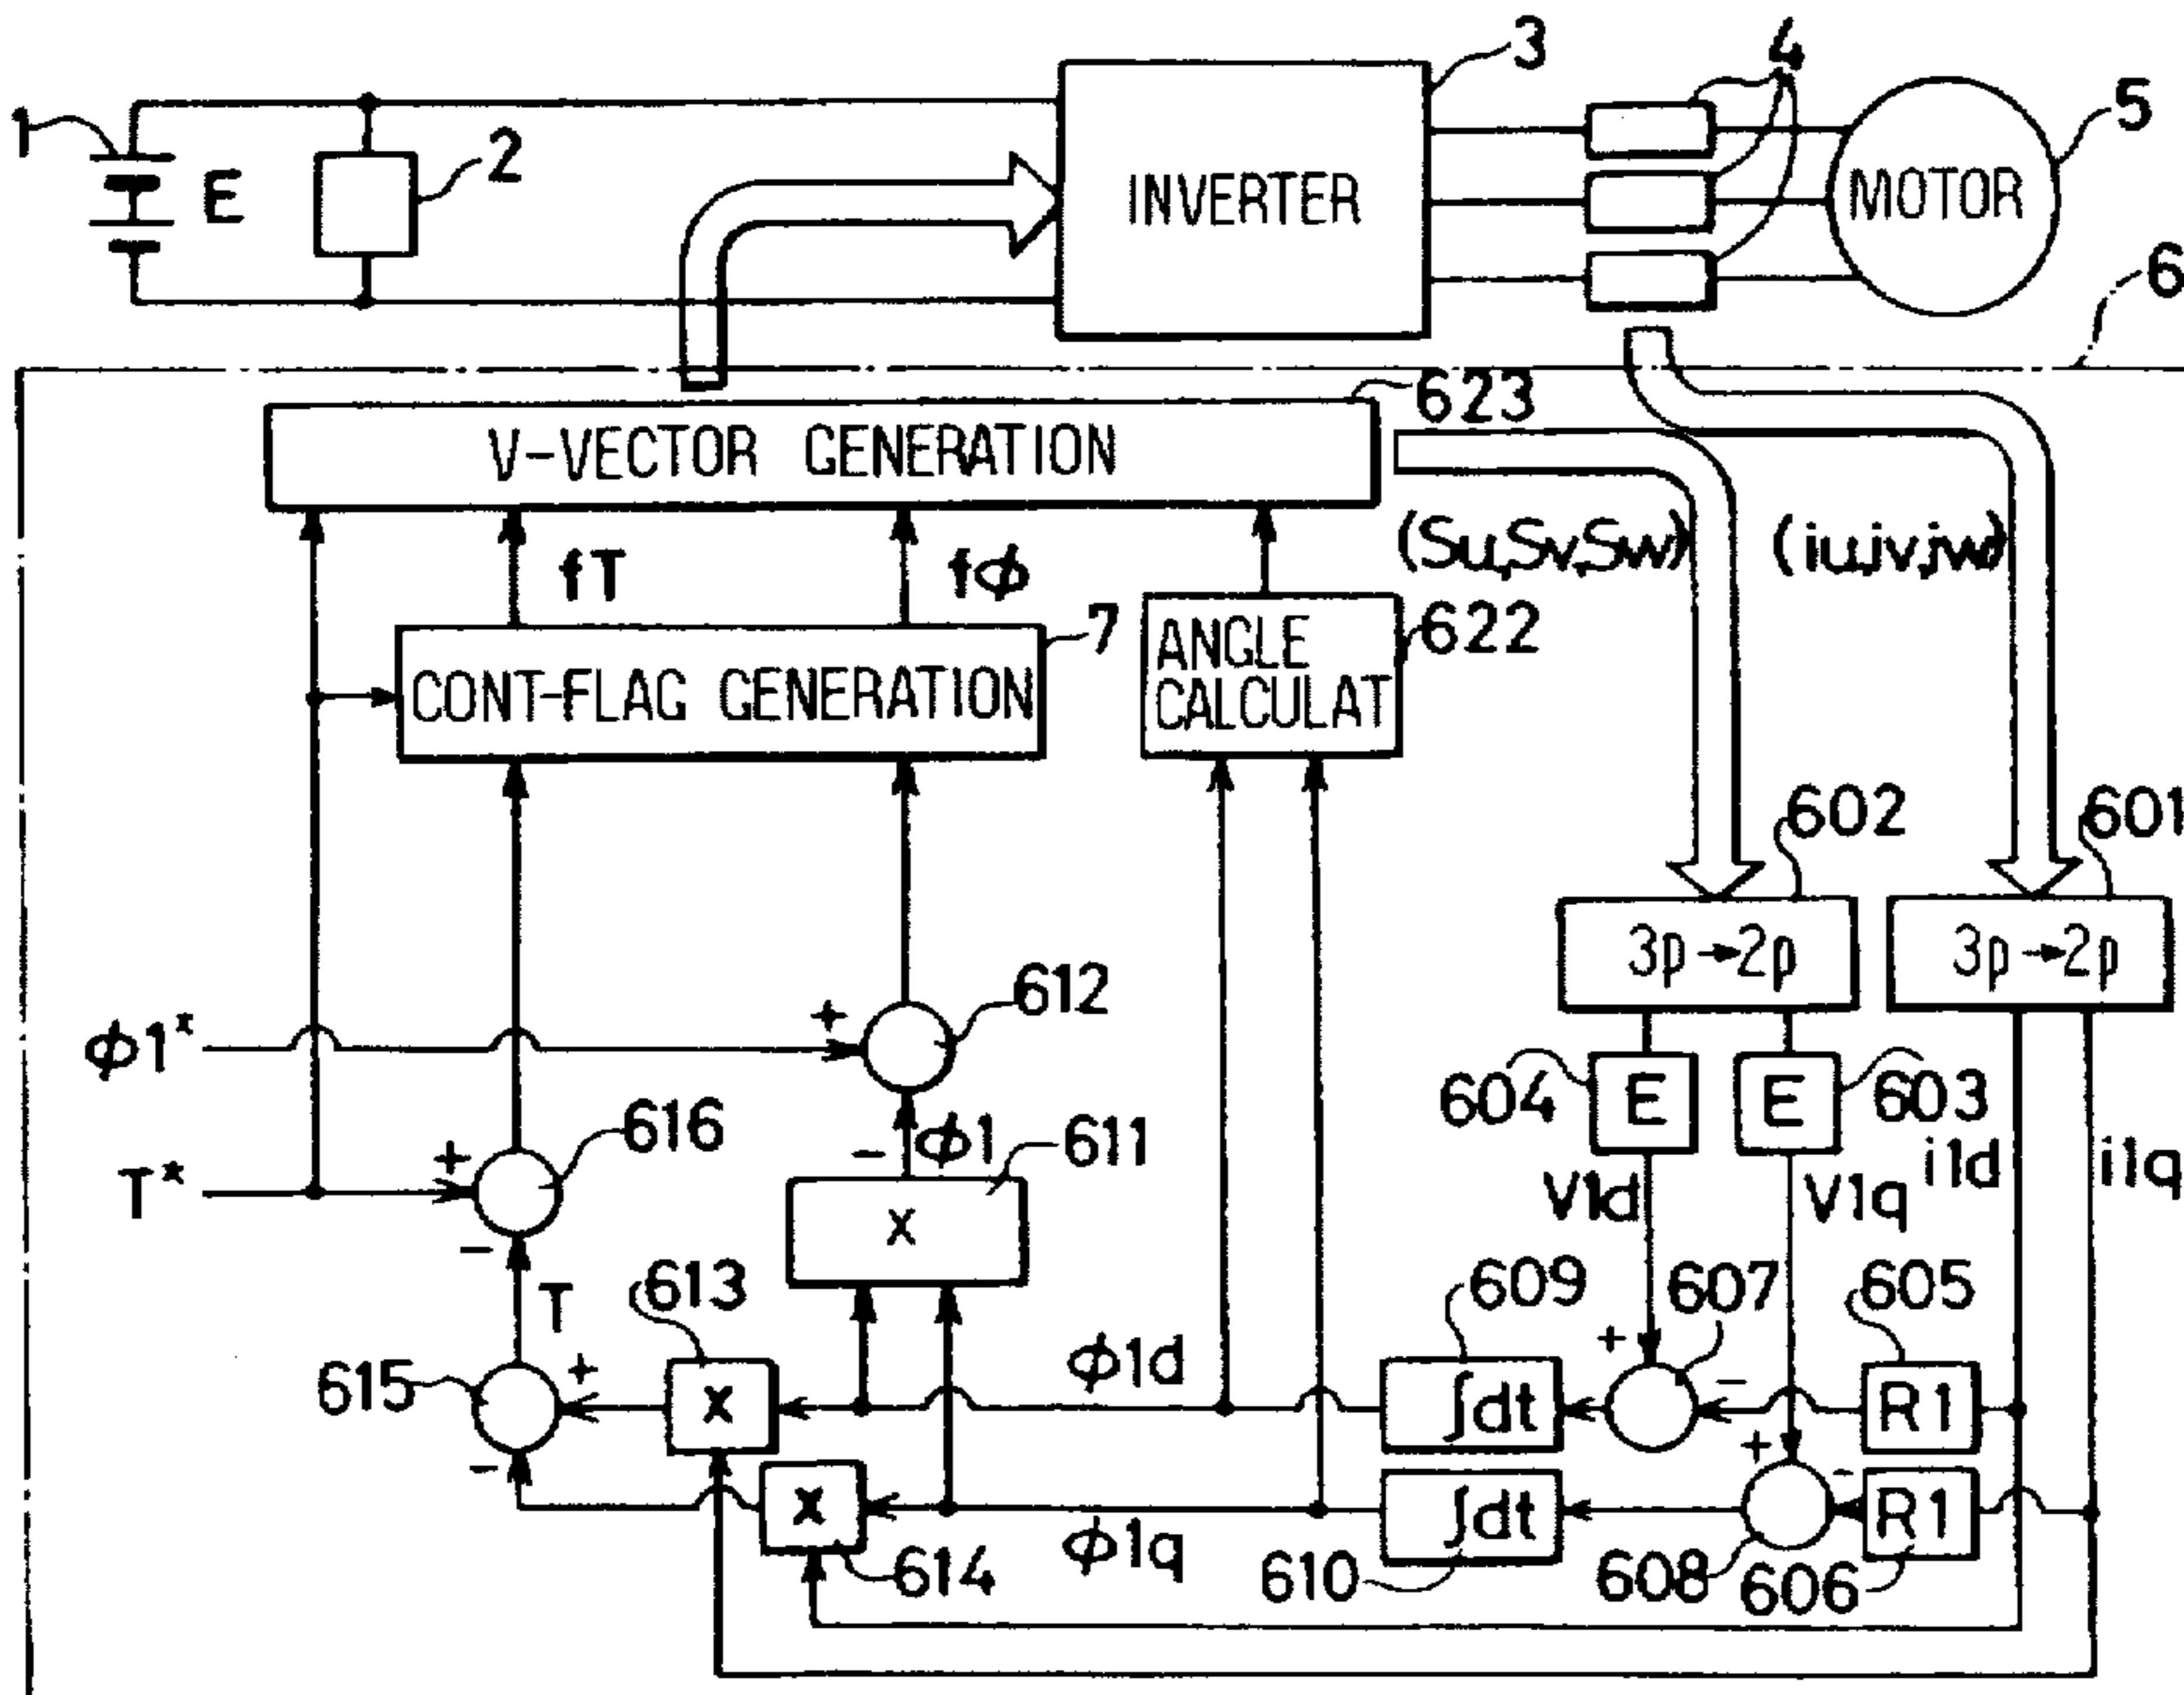 3
4
1
E
2
INVERTER
MOTOR
5
6
623
V-VECTOR GENERATION
(Su,Sv,Sw)
(iu,iv,iw)
fT
fϕ
7
ANGLE
CALCULAT
622
CONT-FLAG GENERATION
602
601
3p→2p
3p→2p
ϕ1*
+
612
604
E
E
603
616
−
ϕ1
611
V1d
V1q
i1d
i1q
T*
+
x
−
T
613
609
607
605
615
+
x
ϕ1d
∫dt
+
−
R1
−
x
ϕ1q
∫dt
+
−
R1
614
610
608
606